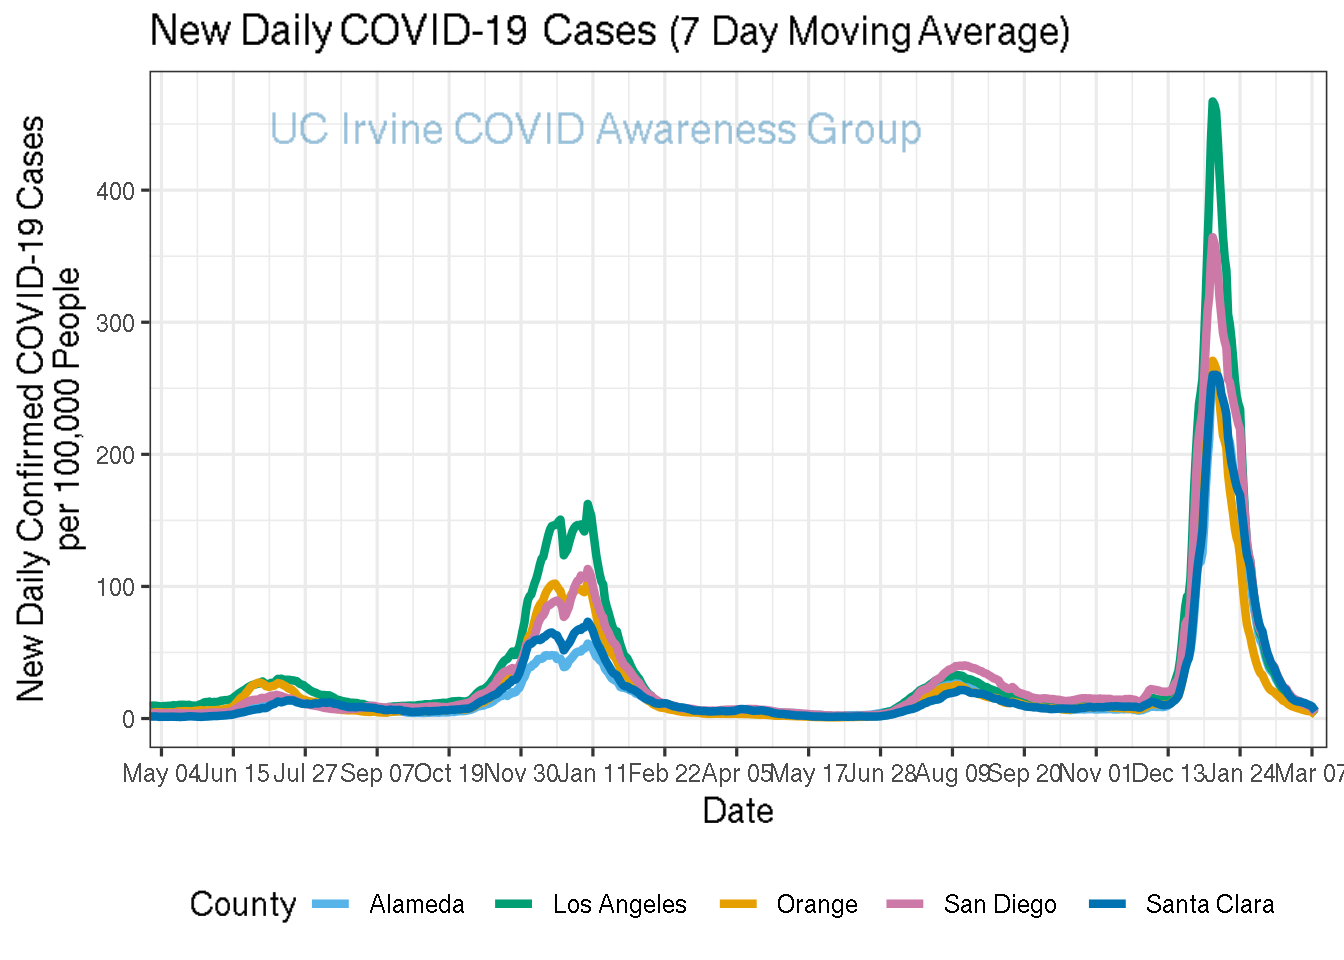 New Daily COVID-19 Cases (7 Day Moving Average)
UC Irvine COVID Awareness Group
New Daily Confirmed COVID-19 Cases
per 100,000 People
400
300
200
100
0
May 04 Jun 15 Jul 27 Sep 07 Oct 19 Nov 30 Jan 11 Feb 22 Apr 05 May 17 Jun 28 Aug 09 Sep 20 Nov 01 Dec 13 Jan 24 Mar 07
Date
County Alameda Los Angeles Orange San Diego Santa Clara